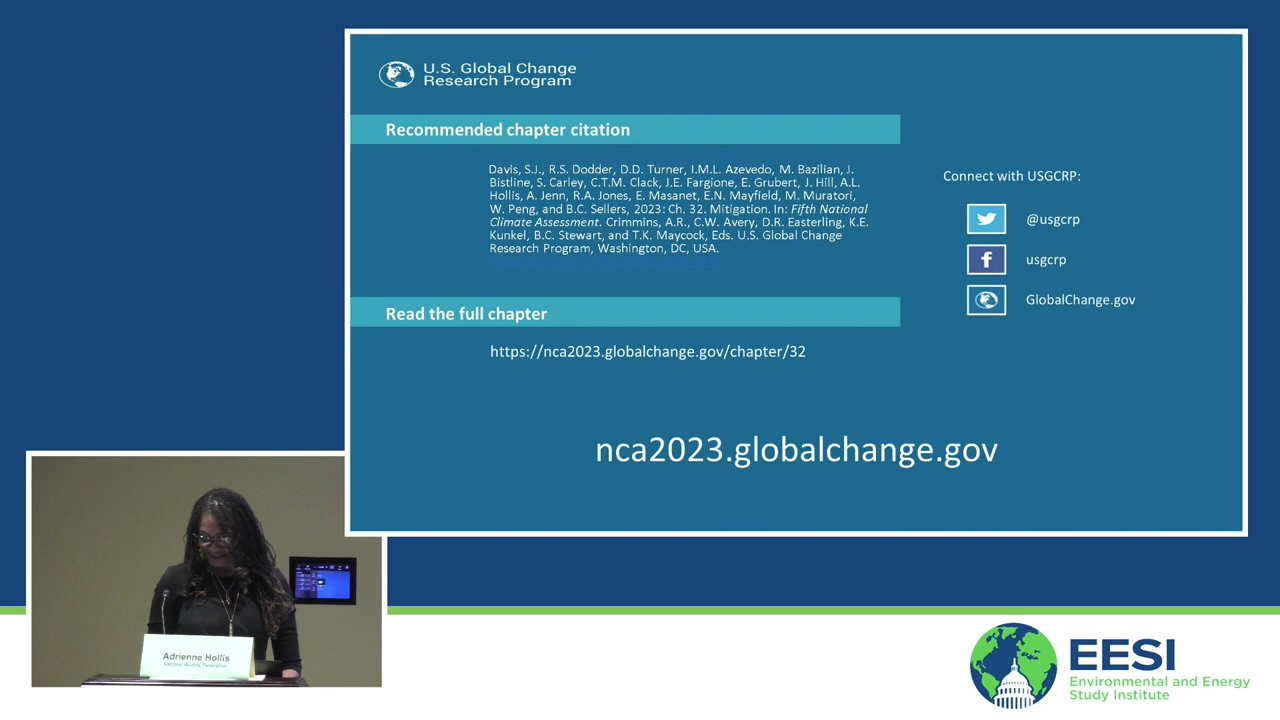 U.S. Global Change
Research Program
Recommended chapter citation
Davis, S.J., R.S. Dodder, D.D. Turner, I.M.L. Azevedo, M. Bazilian, J.
Bistline, S. Carley, C.T.M. Clack, J.E. Fargione, E. Grubert, J. Hill, A.L.
Hollis, A. Jenn, R.A. Jones, E. Masanet, E.N. Mayfield, M. Muratori,
W. Peng, and B.C. Sellers, 2023: Ch. 32. Mitigation. In: Fifth National
Climate Assessment. Crimmins, A.R., C.W. Avery, D.R. Easterling, K.E.
Kunkel, B.C. Stewart, and T.K. Maycock, Eds. U.S. Global Change
Research Program, Washington, DC, USA.
Read the full chapter
https://nca2023.globalchange.gov/chapter/32
Connect with USGCRP:
@usgcrp
usgcrp
GlobalChange.gov
nca2023.globalchange.gov
Adrienne Hollis
National Wildlife Federation
EESI
Environmental and Energy
Study Institute